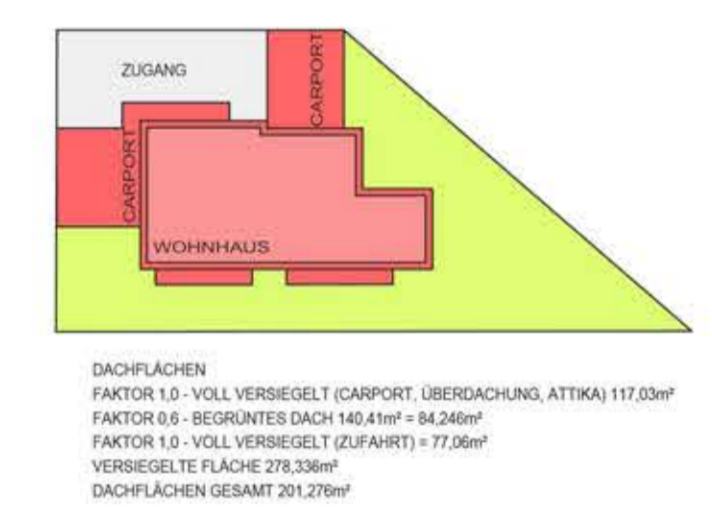 ZUGANG
CARPORT
CARPORT
WOHNHAUS
DACHFLÄCHEN
FAKTOR 1,0 - VOLL VERSIEGELT (CARPORT, ÜBERDACHUNG, ATTIKA) 117,03m²
FAKTOR 0,6 - BEGRÜNTES DACH 140,41m² = 84,246m²
FAKTOR 1,0 - VOLL VERSIEGELT (ZUFAHRT) = 77,06m²
VERSIEGELTE FLÄCHE 278,336m²
DACHFLÄCHEN GESAMT 201,276m²